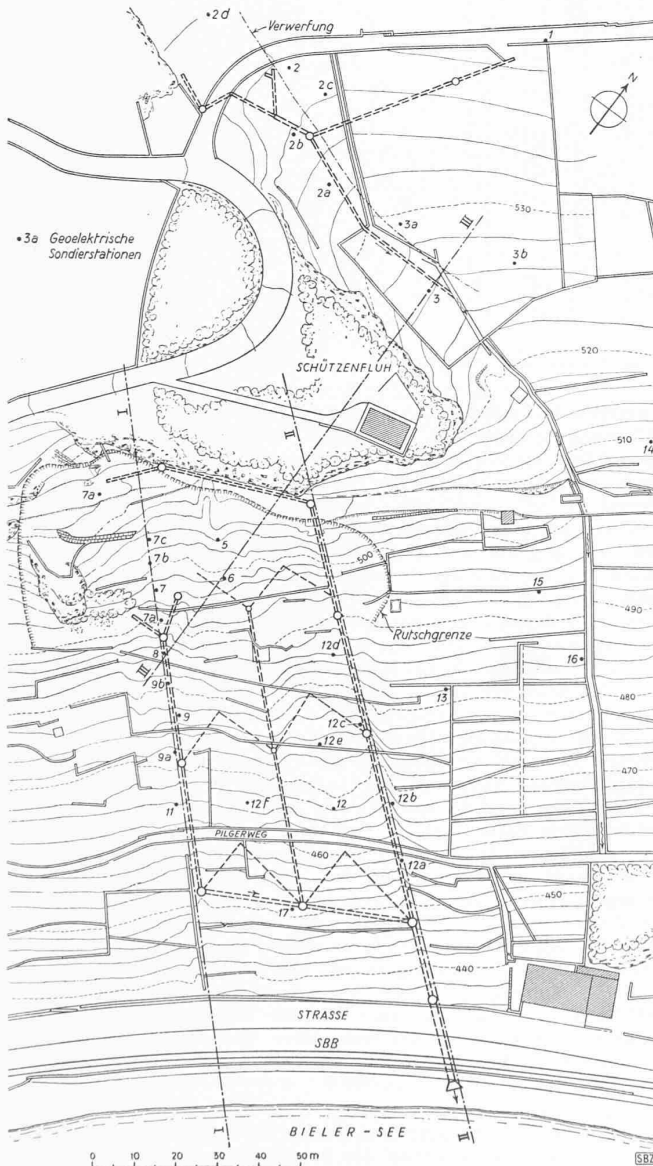 2d
Verwerfung
1
2
2c
N
2b
2a
530
3a
III
•3a Geoelektrische
Sondierstationen
3b
3
520
SCHÜTZENFLUH
I
II
510
14
7a
7c
5
500
7b
6
7
15
490
7a
Rutschgrenze
8
12d
16
III
9b
13
480
9
12c
12e
9a
470
11
12f
12
12b
PILGERWEG
460
12a
450
17
440
STRASSE
SBB
I
BIELER-SEE
II
0 10 20 30 40 50 m
SBZ